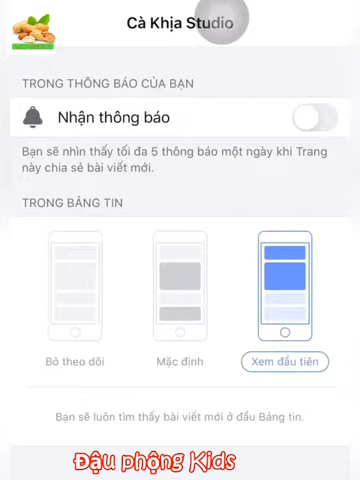 Cà Khịa Studio
TRONG THÔNG BÁO CỦA BẠN
Nhận thông báo
Bạn sẽ nhìn thấy tối đa 5 thông báo một ngày khi Trang
này chia sẻ bài viết mới.
TRONG BẢNG TIN
Bỏ theo dõi
Mặc định
Xem đầu tiên
Bạn sẽ luôn tìm thấy bài viết mới ở đầu Bảng tin.
Đậu phộng Kids